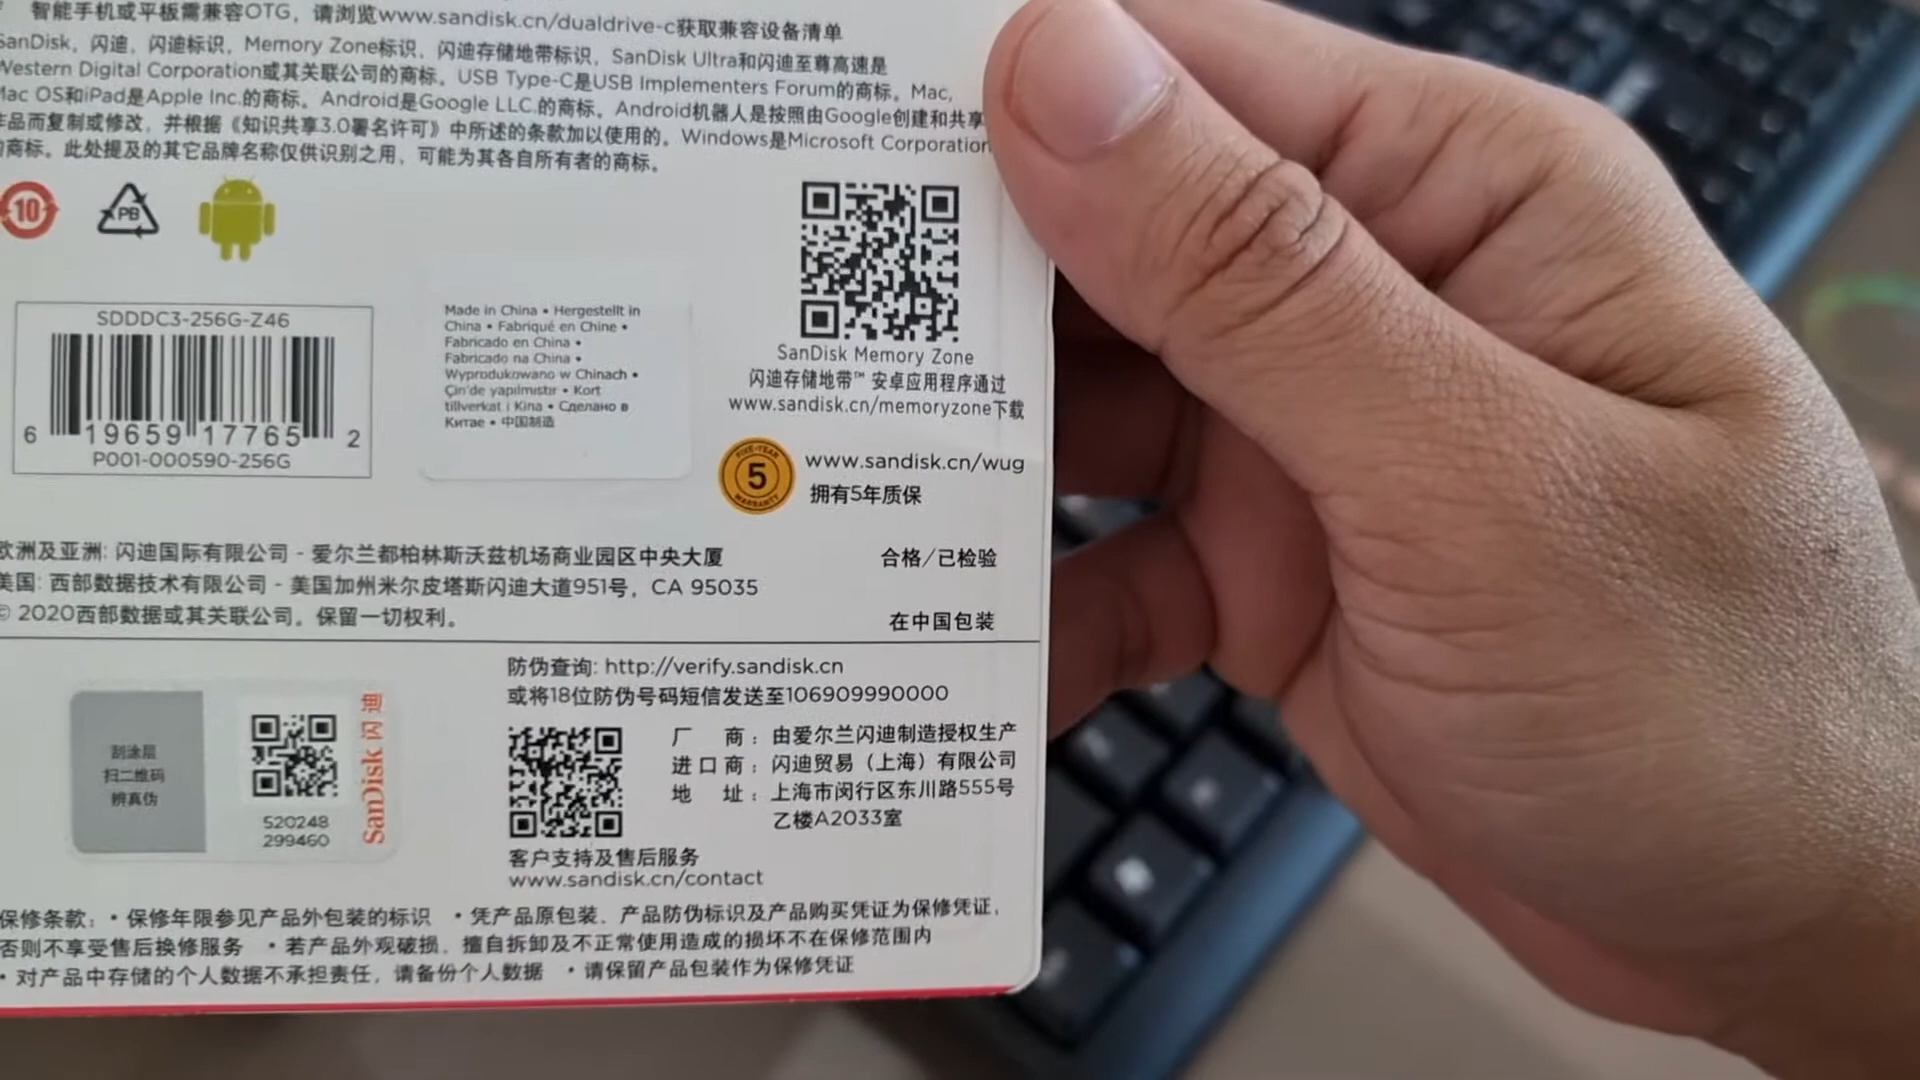 智能手机或平板需兼容OTG，请浏览www.sandisk.cn/dualdrive-c获取兼容设备清单
SanDisk，闪迪，闪迪标识，Memory Zone标识，闪迪存储地带标识，SanDisk Ultra和闪迪至尊高速是
Western Digital Corporation或其关联公司的商标。USB Type-C是USB Implementers Forum的商标。Mac,
Mac OS和iPad是Apple Inc.的商标。Android是Google LLC.的商标。Android机器人是按照由Google创建和共享
作品而复制或修改，并根据《知识共享3.0署名许可》中所述的条款加以使用的。Windows是Microsoft Corporation
的商标。此处提及的其它品牌名称仅供识别之用，可能为其各自所有者的商标。
10
PB
SDDDC3-256G-Z46
6 19659 17765 2
P001-000590-256G
Made in China • Hergestellt in
China • Fabriqué en Chine •
Fabricado en China •
Fabricado na China •
Wyprodukowano w Chinach •
Çin'de yapılmıştır • Kort
tillverkat i Kina • Сделано в
Китае • 中国制造
SanDisk Memory Zone
闪迪存储地带™ 安卓应用程序通过
www.sandisk.cn/memoryzone下载
FIVE-YEAR
5
WARRANTY
www.sandisk.cn/wug
拥有5年质保
欧洲及亚洲: 闪迪国际有限公司 - 爱尔兰都柏林斯沃兹机场商业园区中央大厦
合格/已检验
美国: 西部数据技术有限公司 - 美国加州米尔皮塔斯闪迪大道951号，CA 95035
© 2020西部数据或其关联公司。保留一切权利。
在中国包装
刮涂层
扫二维码
辨真伪
520248
299460
SanDisk 闪迪
防伪查询: http://verify.sandisk.cn
或将18位防伪号码短信发送至106909990000
厂 商：由爱尔兰闪迪制造授权生产
进口商：闪迪贸易（上海）有限公司
地 址：上海市闵行区东川路555号
乙楼A2033室
客户支持及售后服务
www.sandisk.cn/contact
保修条款：• 保修年限参见产品外包装的标识 • 凭产品原包装、产品防伪标识及产品购买凭证为保修凭证，
否则不享受售后换修服务 • 若产品外观破损、擅自拆卸及不正常使用造成的损坏不在保修范围内
• 对产品中存储的个人数据不承担责任，请备份个人数据 • 请保留产品包装作为保修凭证